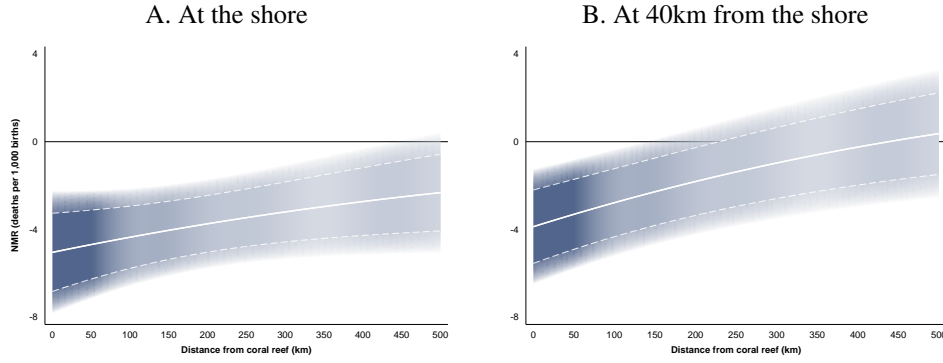 A. At the shore
4
0
-4
-8
NMR (deaths per 1,000 births)
0 50 100 150 200 250 300 350 400 450 500
Distance from coral reef (km)
B. At 40km from the shore
4
0
-4
-8
0 50 100 150 200 250 300 350 400 450 500
Distance from coral reef (km)